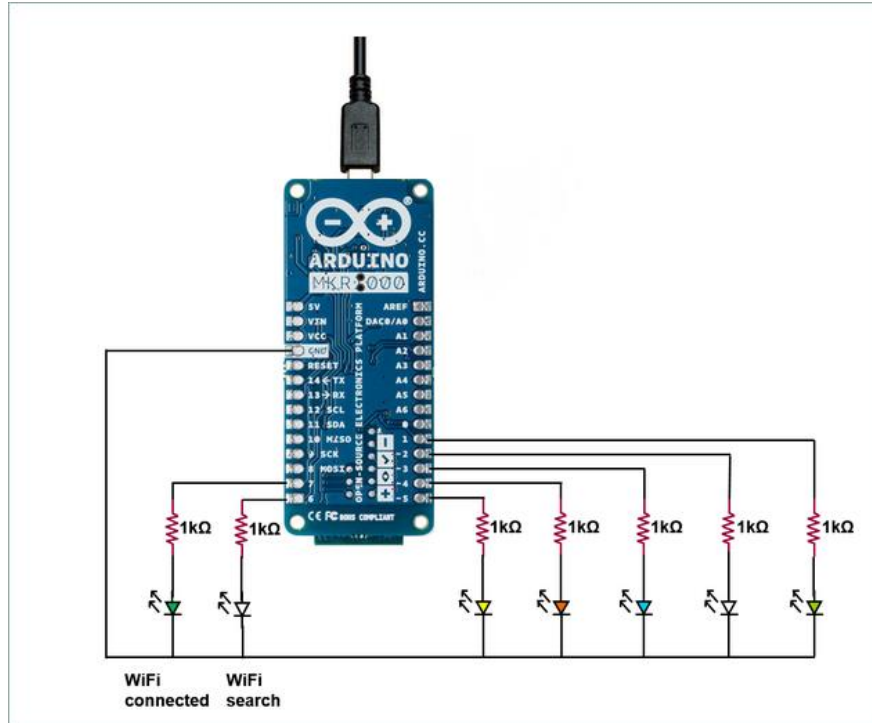 ARDUINO
MKR1000
ARDUINO.CC
OPEN-SOURCE ELECTRONICS PLATFORM
5V
VIN
VCC
GND
RESET
14←TX
13→RX
12 SCL
11 SDA
10 MISO
9 SCK
8 MOSI
7
6
AREF
DAC0/A0
A1
A2
A3
A4
A5
A6
1
~2
~3
~4
~5
CE FC ROHS COMPLIANT
1kΩ
1kΩ
1kΩ
1kΩ
1kΩ
1kΩ
1kΩ
WiFi
connected
WiFi
search